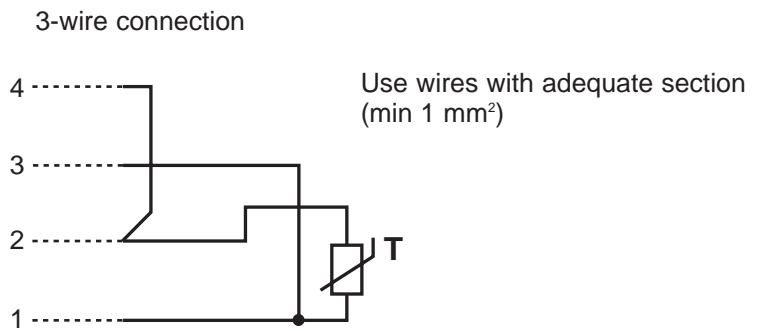 3-wire connection
4
Use wires with adequate section
(min 1 mm²)
3
2
T
1